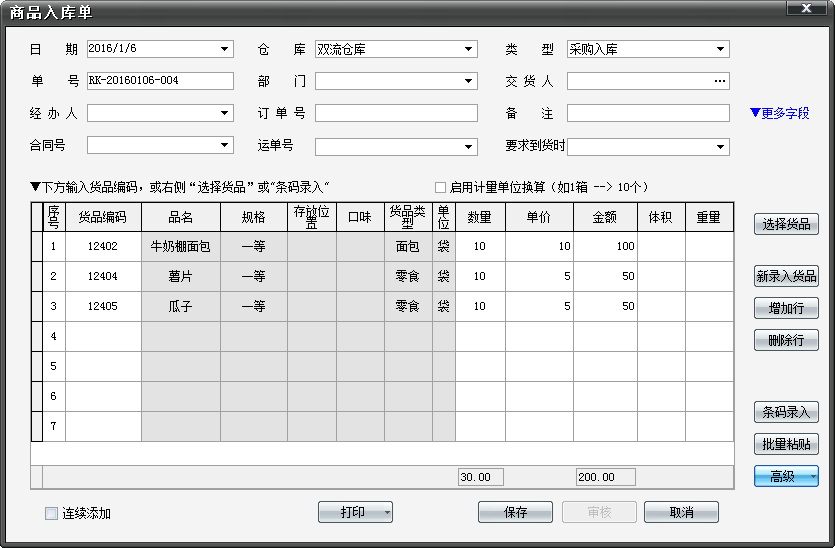 商品入库单
日 期 2016/1/6 仓 库 双流仓库 类 型 采购入库
单 号 RK-20160106-004 部 门 交 货 人 ...
经 办 人 订 单 号 备 注 ▼更多字段
合同号 运单号 要求到货时
▼下方输入货品编码，或右侧“选择货品”或"条码录入" 启用计量单位换算（如1箱 --> 10个）
序号 货品编码 品名 规格 存放位置 口味 货品类型 单位 数量 单价 金额 体积 重量
1 12402 牛奶棚面包 一等 面包 袋 10 10 100
2 12404 薯片 一等 零食 袋 10 5 50
3 12405 瓜子 一等 零食 袋 10 5 50
4
5
6
7
30.00 200.00
选择货品
新录入货品
增加行
删除行
条码录入
批量粘贴
高级
连续添加 打印 保存 审核 取消